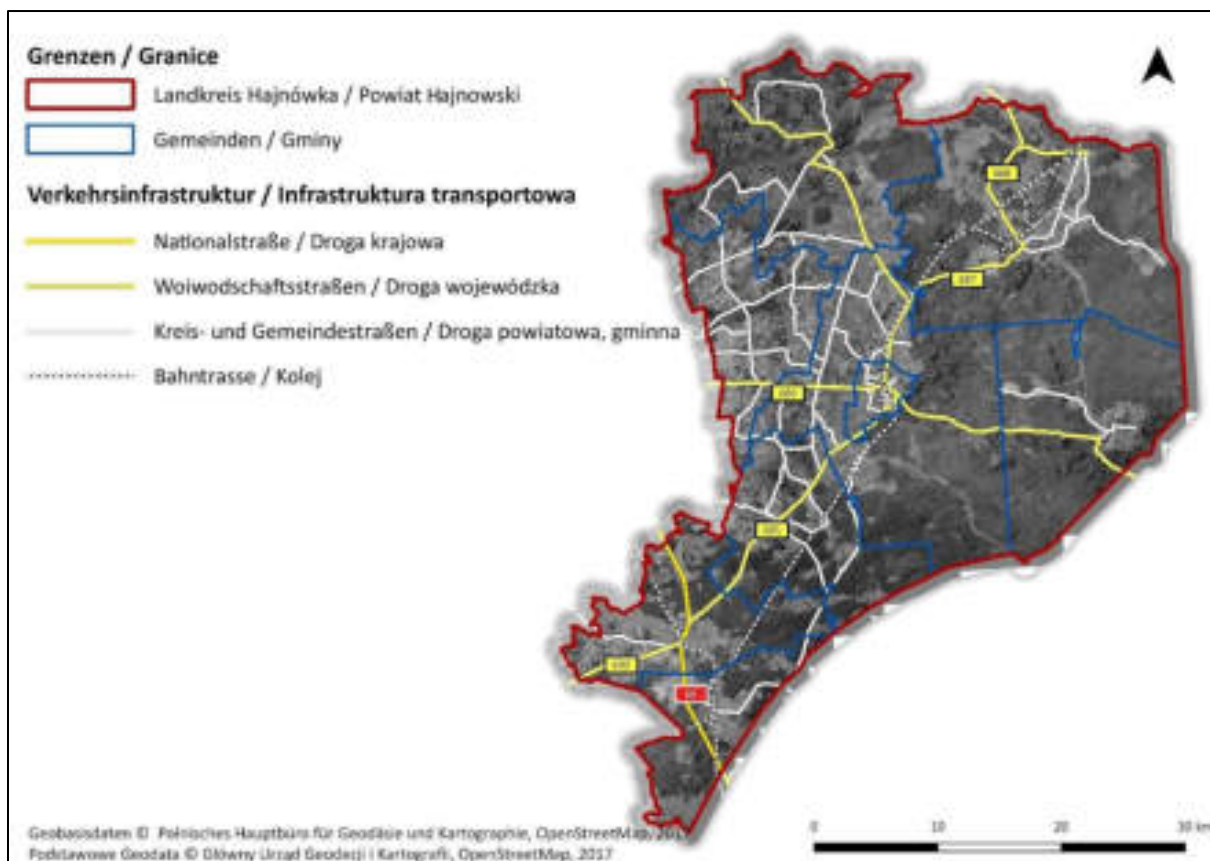 Grenzen / Granice
Landkreis Hajnówka / Powiat Hajnowski
Gemeinden / Gminy
Verkehrsinfrastruktur / Infrastruktura transportowa
Nationalstraße / Droga krajowa
Woiwodschaftsstraßen / Droga wojewódzka
Kreis- und Gemeindestraßen / Droga powiatowa, gminna
Bahntrasse / Kolej
687
Geobasisdaten © Polnisches Hauptbüro für Geodäsie und Kartographie, OpenStreetMap,
Podstawowe Geodata © Główny Urząd Geodezji i Kartografii, OpenStreetMap, 2017
0 10 20 30 km